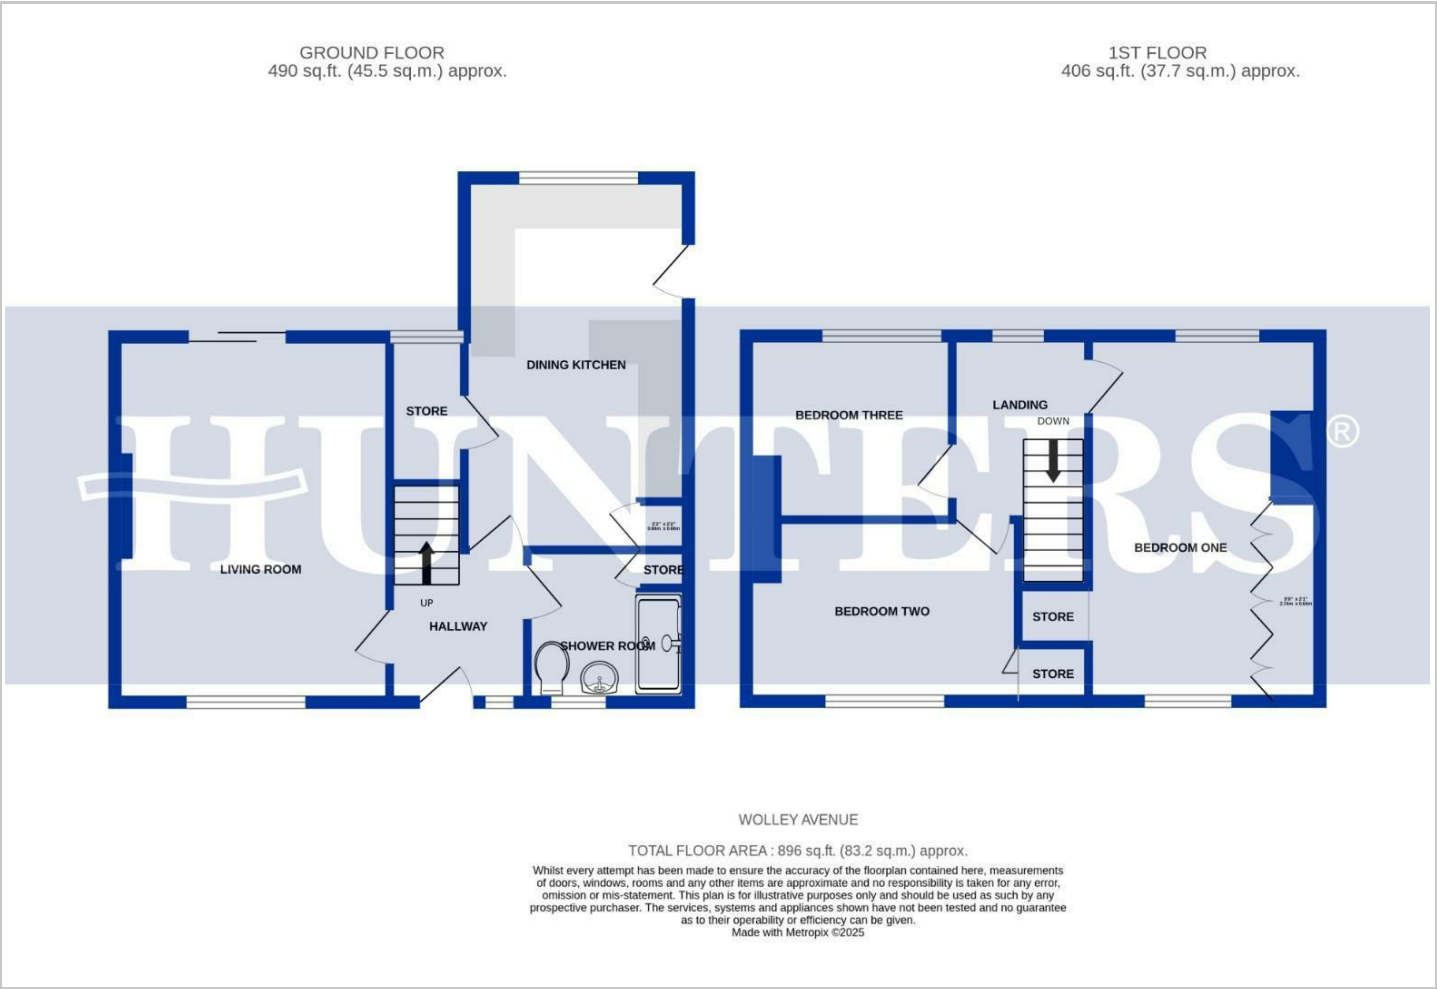 GROUND FLOOR
490 sq.ft. (45.5 sq.m.) approx.
1ST FLOOR
406 sq.ft. (37.7 sq.m.) approx.
DINING KITCHEN
STORE
LIVING ROOM
UP
HALLWAY
STORE
SHOWER ROOM
BEDROOM THREE
LANDING
DOWN
BEDROOM ONE
BEDROOM TWO
STORE
STORE
HUNTERS®
WOLLEY AVENUE
TOTAL FLOOR AREA : 896 sq.ft. (83.2 sq.m.) approx.
Whilst every attempt has been made to ensure the accuracy of the floorplan contained here, measurements
of doors, windows, rooms and any other items are approximate and no responsibility is taken for any error,
omission or mis-statement. This plan is for illustrative purposes only and should be used as such by any
prospective purchaser. The services, systems and appliances shown have not been tested and no guarantee
as to their operability or efficiency can be given.
Made with Metropix ©2025